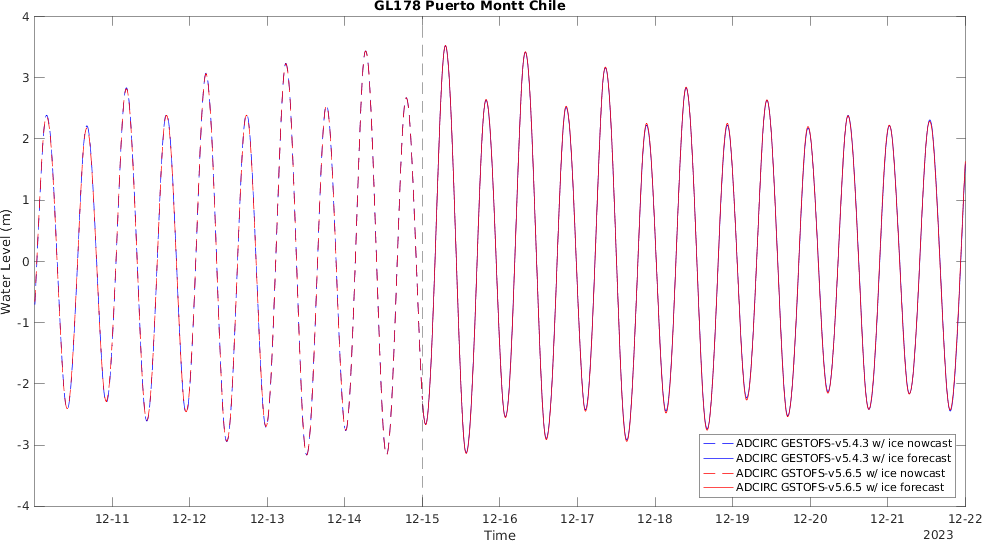 GL178 Puerto Montt Chile
4
3
2
1
0
-1
-2
-3
-4
Water Level (m)
ADCIRC GESTOFS-v5.4.3 w/ ice nowcast
ADCIRC GESTOFS-v5.4.3 w/ ice forecast
ADCIRC GSTOFS-v5.6.5 w/ ice nowcast
ADCIRC GSTOFS-v5.6.5 w/ ice forecast
12-11 12-12 12-13 12-14 12-15 12-16 12-17 12-18 12-19 12-20 12-21 12-22
Time
2023